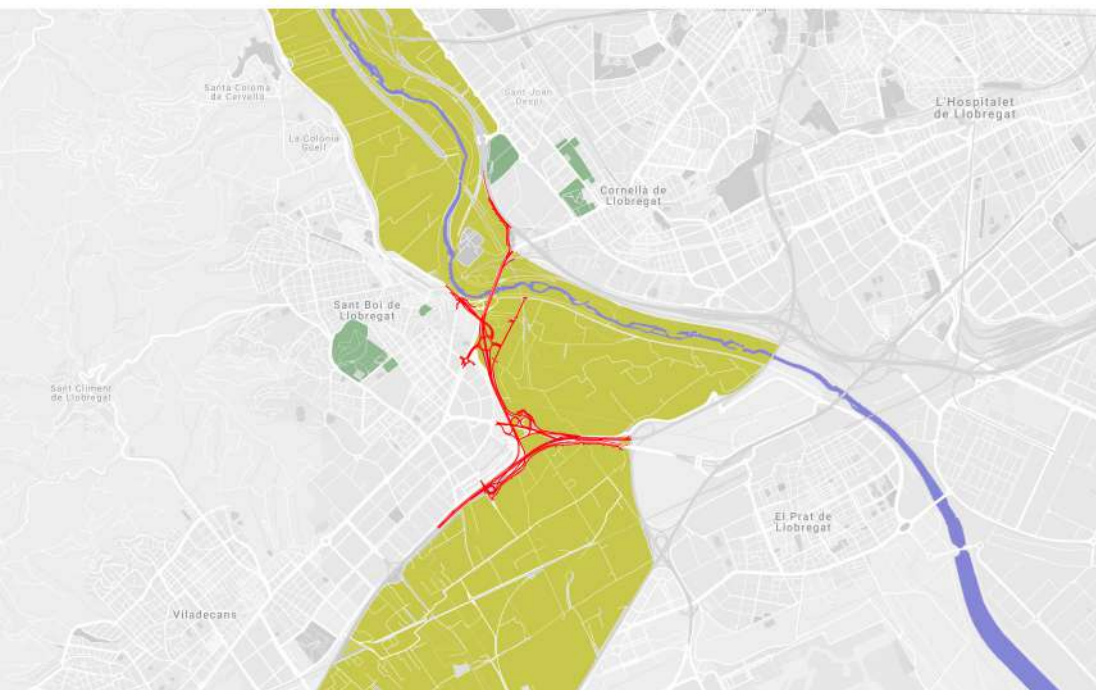 Santa Coloma
de Cervelló
Sant Joan
Despí
L'Hospitalet
de Llobregat
La Colònia
Güell
Cornellà de
Llobregat
Sant Boi de
Llobregat
Sant Climent
de Llobregat
El Prat de
Llobregat
Viladecans